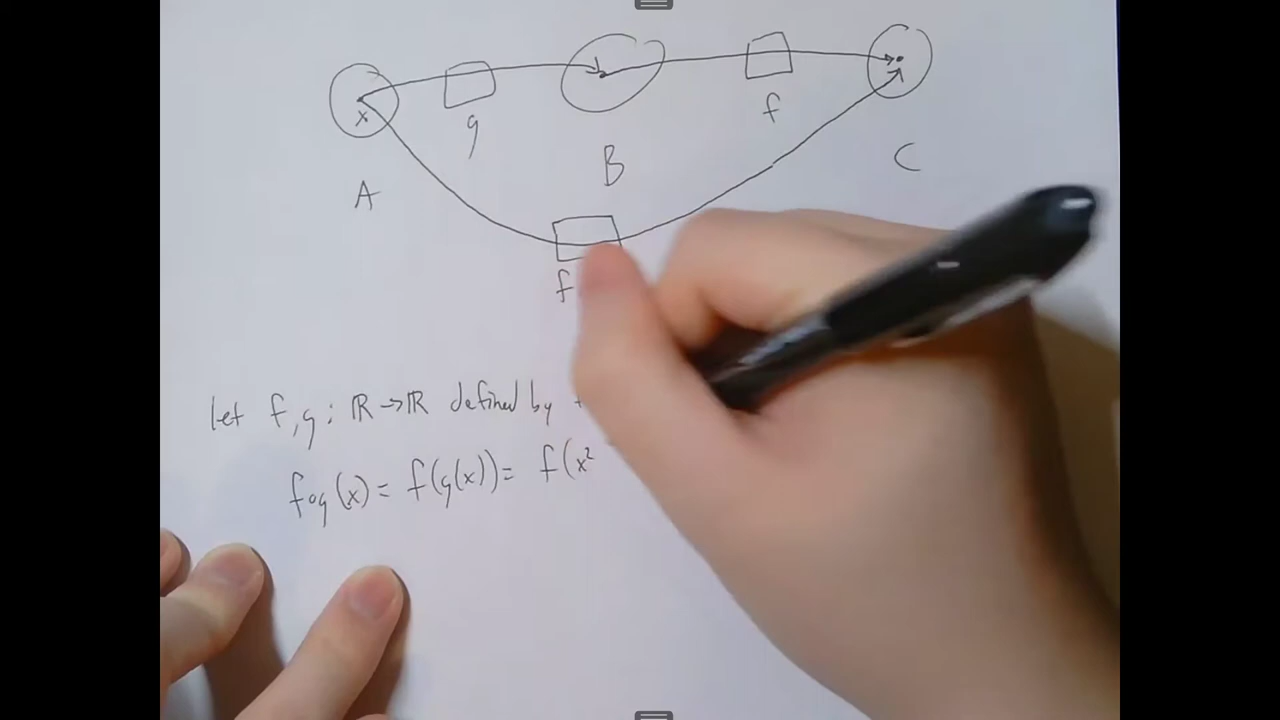 x g f
A B C
f
let f,g: ℝ→ℝ defined by
f∘g(x) = f(g(x)) = f(x²